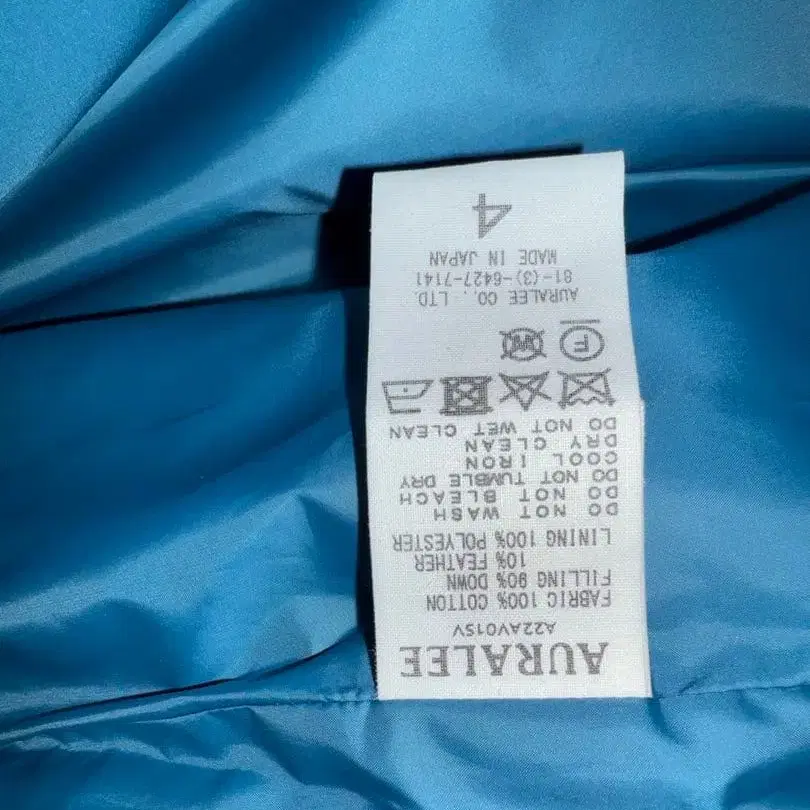 AURALEE
A22AV01SV
FABRIC 100% COTTON
FILLING 90% DOWN
10% FEATHER
LINING 100% POLYESTER
DO NOT WASH
DO NOT BLEACH
DO NOT TUMBLE DRY
COOL IRON
DRY CLEAN
DO NOT WET CLEAN
F W
AURALEE CO., LTD.
81-(3)-6427-7141
MADE IN JAPAN
4